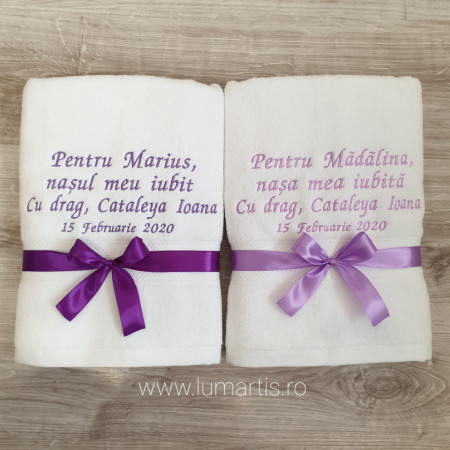 Pentru Marius,
nașul meu iubit
Cu drag, Cataleya Ioana
15 Februarie 2020
Pentru Mădălina,
nașa mea iubită
Cu drag, Cataleya Ioana
15 Februarie 2020
www.lumartis.ro